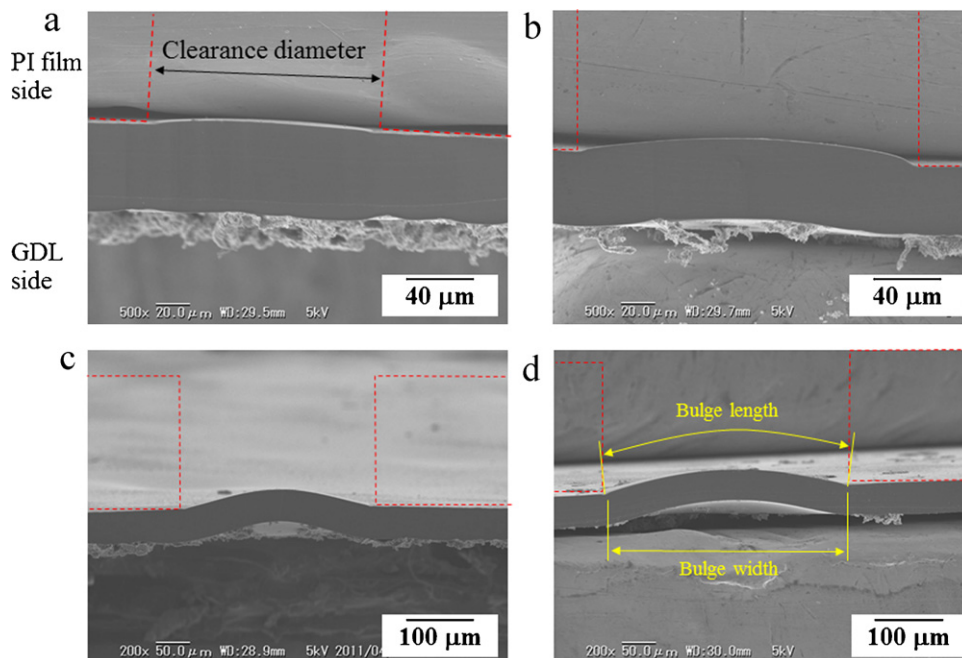 a
PI film
side
Clearance diameter
GDL
side
40 μm
500x 20.0μm WD:29.5mm 5kV
b
40 μm
500x 20.0μm WD:29.7mm 5kV
c
100 μm
200x 50.0μm WD:28.9mm 5kV 2011/04
d
Bulge length
Bulge width
100 μm
200x 50.0μm WD:30.0mm 5kV